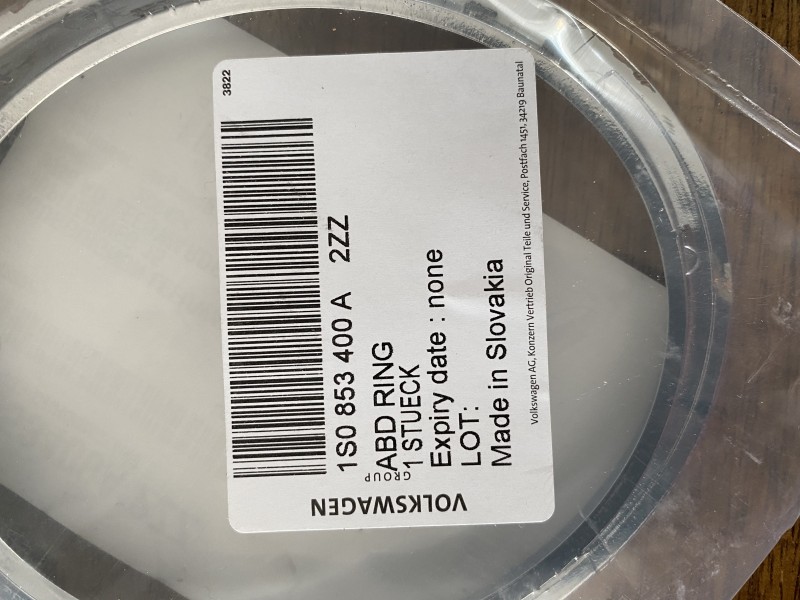 3822
1S0 853 400 A 2ZZ
ABD RING
1 STUECK
Expiry date : none
LOT:
Made in Slovakia
Volkswagen AG, Konzern Vertrieb Original Teile und Service, Postfach 1451, 34219 Baunatal
VOLKSWAGEN
GROUP